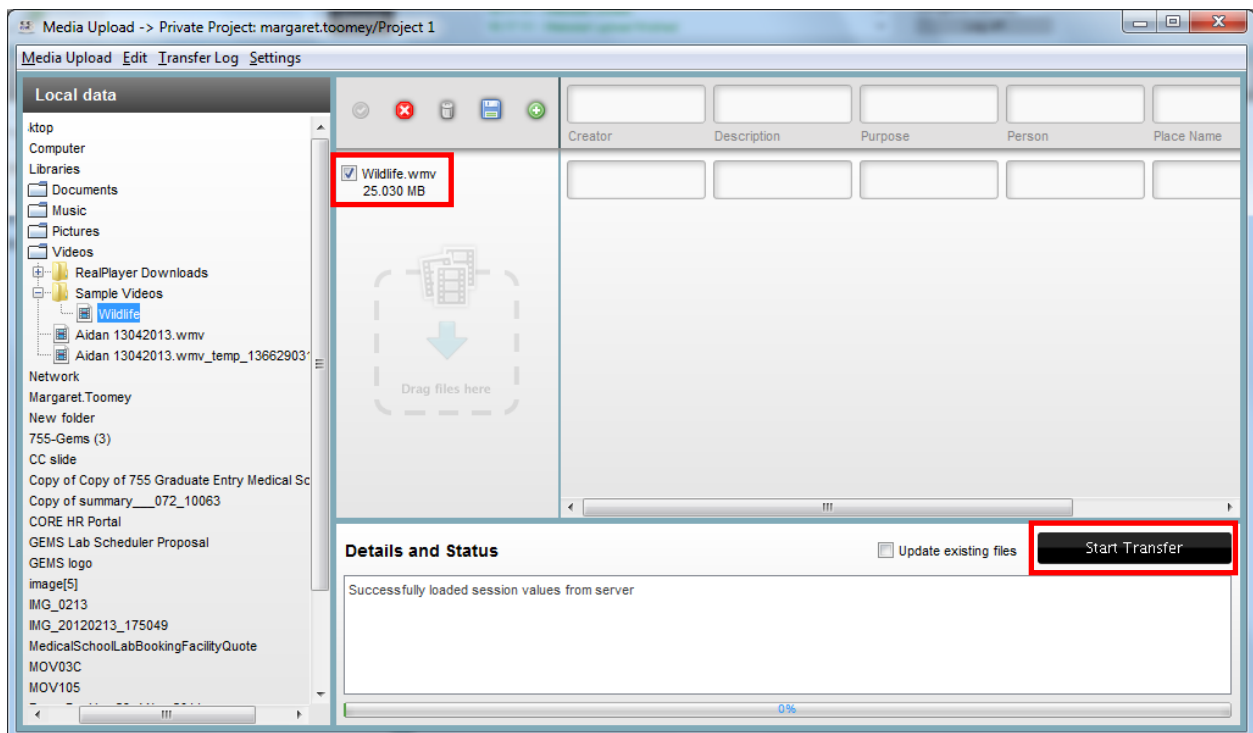 Media Upload -> Private Project: margaret.toomey/Project 1
Media Upload Edit Transfer Log Settings
Local data
ktop
Computer
Libraries
Documents
Music
Pictures
Videos
RealPlayer Downloads
Sample Videos
Wildlife
Aidan 13042013.wmv
Aidan 13042013.wmv_temp_13662903
Network
Margaret.Toomey
New folder
755-Gems (3)
CC slide
Copy of Copy of 755 Graduate Entry Medical Sc
Copy of summary___072_10063
CORE HR Portal
GEMS Lab Scheduler Proposal
GEMS logo
image[5]
IMG_0213
IMG_20120213_175049
MedicalSchoolLabBookingFacilityQuote
MOV03C
MOV105
Creator Description Purpose Person Place Name
Wildlife.wmv
25.030 MB
Drag files here
Details and Status
Update existing files
Start Transfer
Successfully loaded session values from server
0%